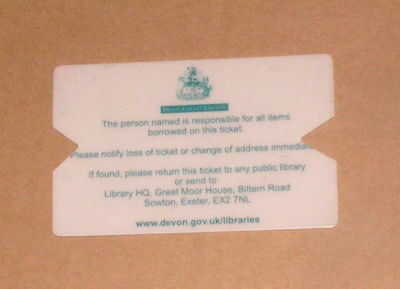 The person named is responsible for all items
borrowed on this ticket.
Please notify loss of ticket or change of address immediat
If found, please return this ticket to any public library
or send to
Library HQ, Great Moor House, Bittern Road
Sowton, Exeter, EX2 7NL
www.devon.gov.uk/libraries